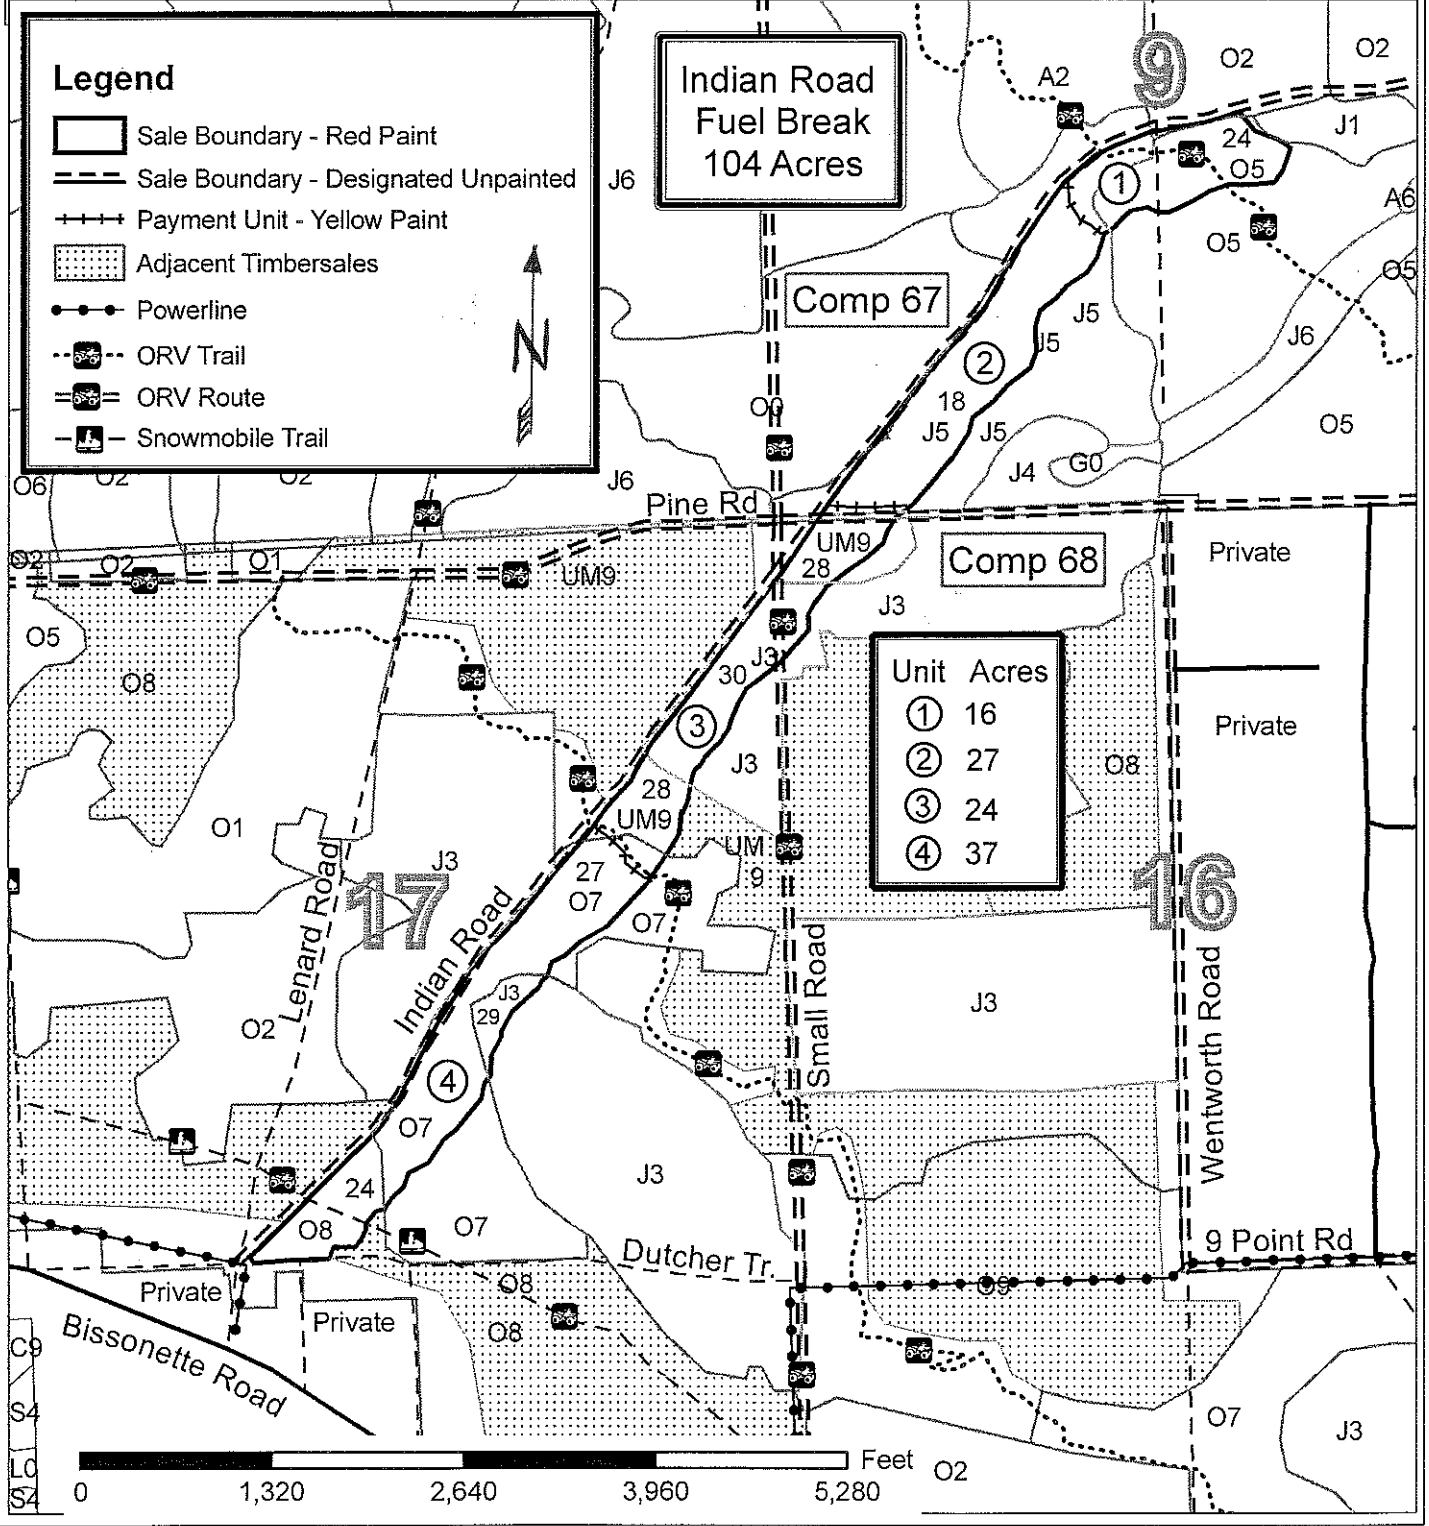 Legend
Sale Boundary - Red Paint
Sale Boundary - Designated Unpainted
Payment Unit - Yellow Paint
Adjacent Timbersales
Powerline
ORV Trail
ORV Route
Snowmobile Trail
N
Indian Road
Fuel Break
104 Acres
9
O2
O2
A2
J1
24
O5
1
J6
A6
O5
O5
Comp 67
J5
J5
J6
2
18
J5
J5
O0
O5
J4
G0
O6
O2
O2
J6
Pine Rd
O2
O2
O1
UM9
UM9
28
Comp 68
Private
J3
O5
O8
J3
30
Unit Acres
1 16
2 27
3 24
4 37
3
Private
J3
O8
28
UM9
O1
J3
UM
9
27
O7
O7
17
16
Lenard Road
Indian Road
Small Road
Wentworth Road
J3
29
J3
O2
4
O7
J3
24
O8
O7
Dutcher Tr.
9 Point Rd
Private
Private
O8
O8
O9
Bissonette Road
C9
S4
L0
S4
O7
J3
O2
0 1,320 2,640 3,960 5,280 Feet